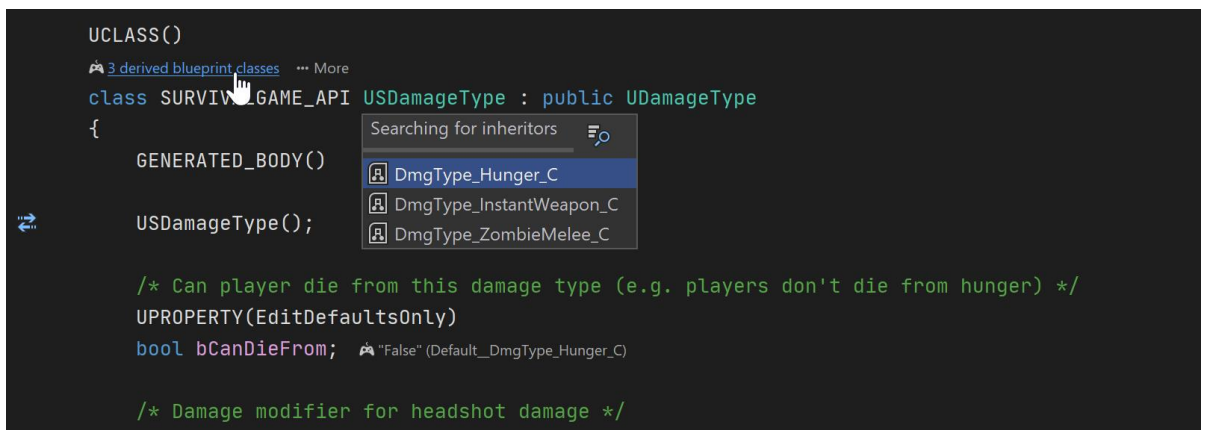 UCLASS()
3 derived blueprint classes ••• More
class SURVIV GAME_API USDamageType : public UDamageType
{
Searching for inheritors
GENERATED_BODY()
DmgType_Hunger_C
DmgType_InstantWeapon_C
USDamageType();
DmgType_ZombieMelee_C
/* Can player die from this damage type (e.g. players don't die from hunger) */
UPROPERTY(EditDefaultsOnly)
bool bCanDieFrom; "False" (Default__DmgType_Hunger_C)
/* Damage modifier for headshot damage */